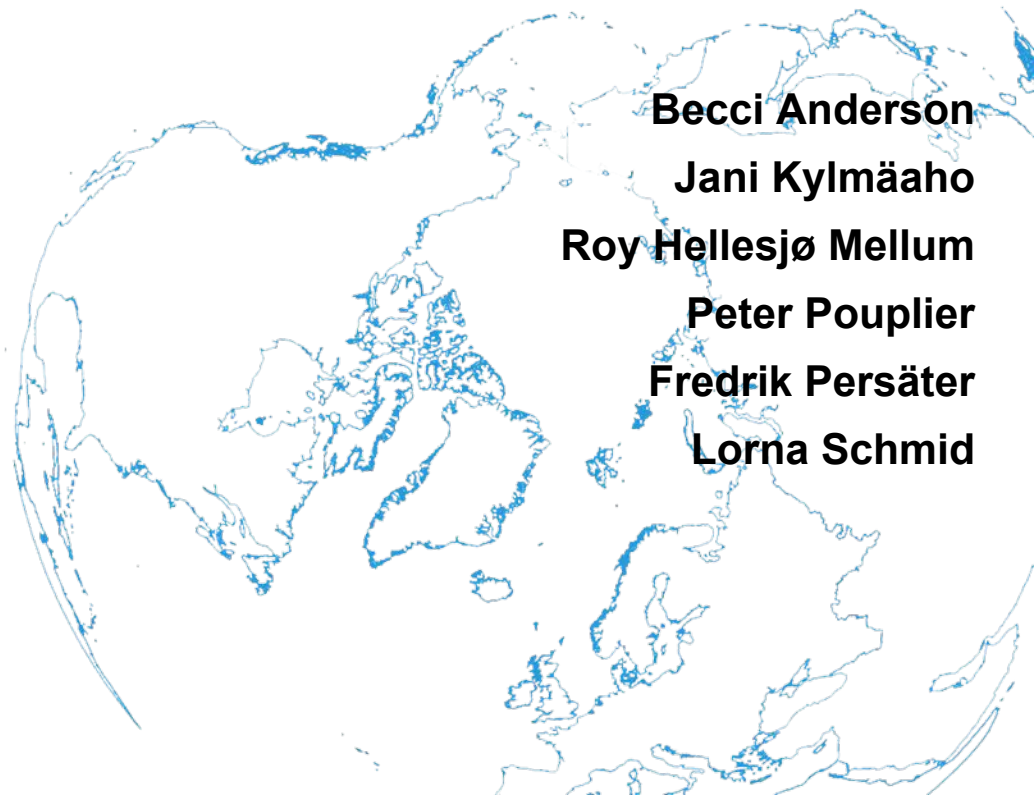 Becci Anderson
Jani Kylmäaho
Roy Hellesjø Mellum
Peter Pouplier
Fredrik Persäter
Lorna Schmid